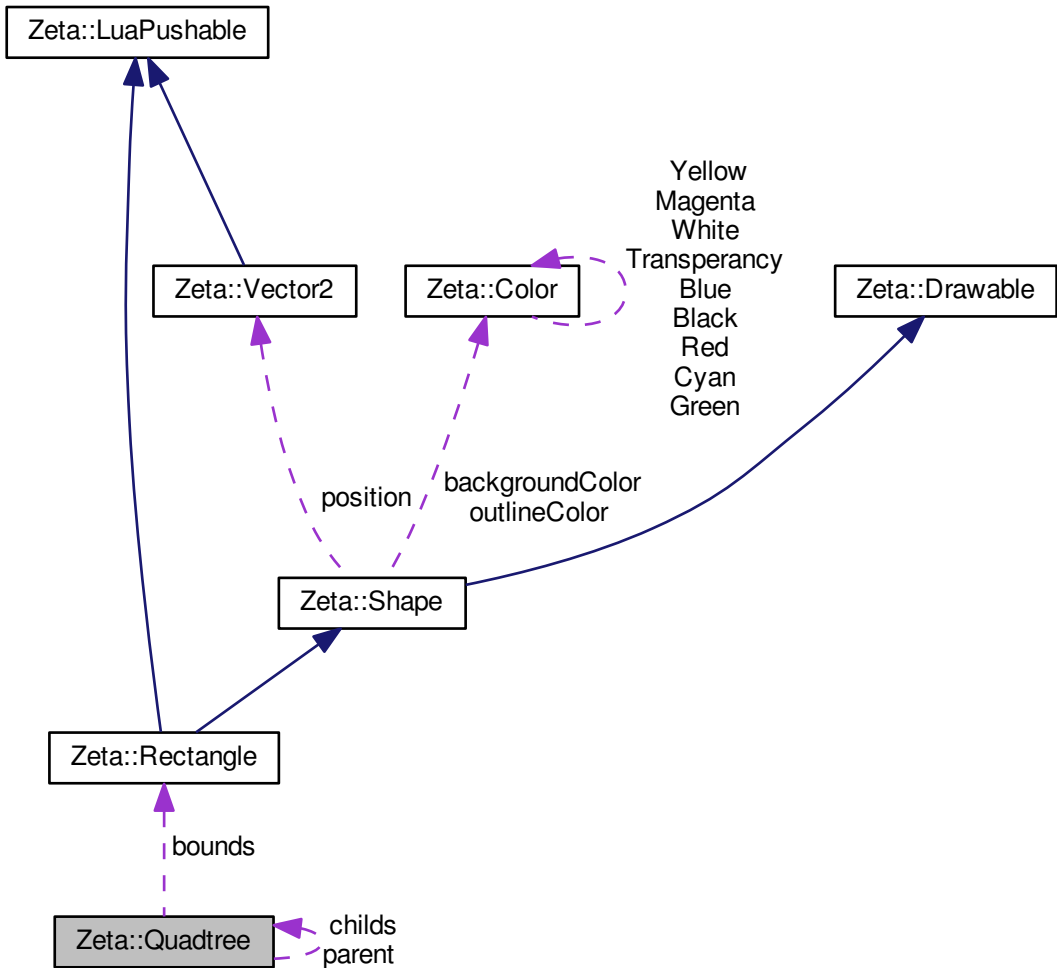 Zeta::LuaPushable
Yellow
Magenta
White
Transperancy
Blue
Black
Red
Cyan
Green
Zeta::Vector2
Zeta::Color
Zeta::Drawable
position
backgroundColor
outlineColor
Zeta::Shape
Zeta::Rectangle
bounds
Zeta::Quadtree
childs
parent